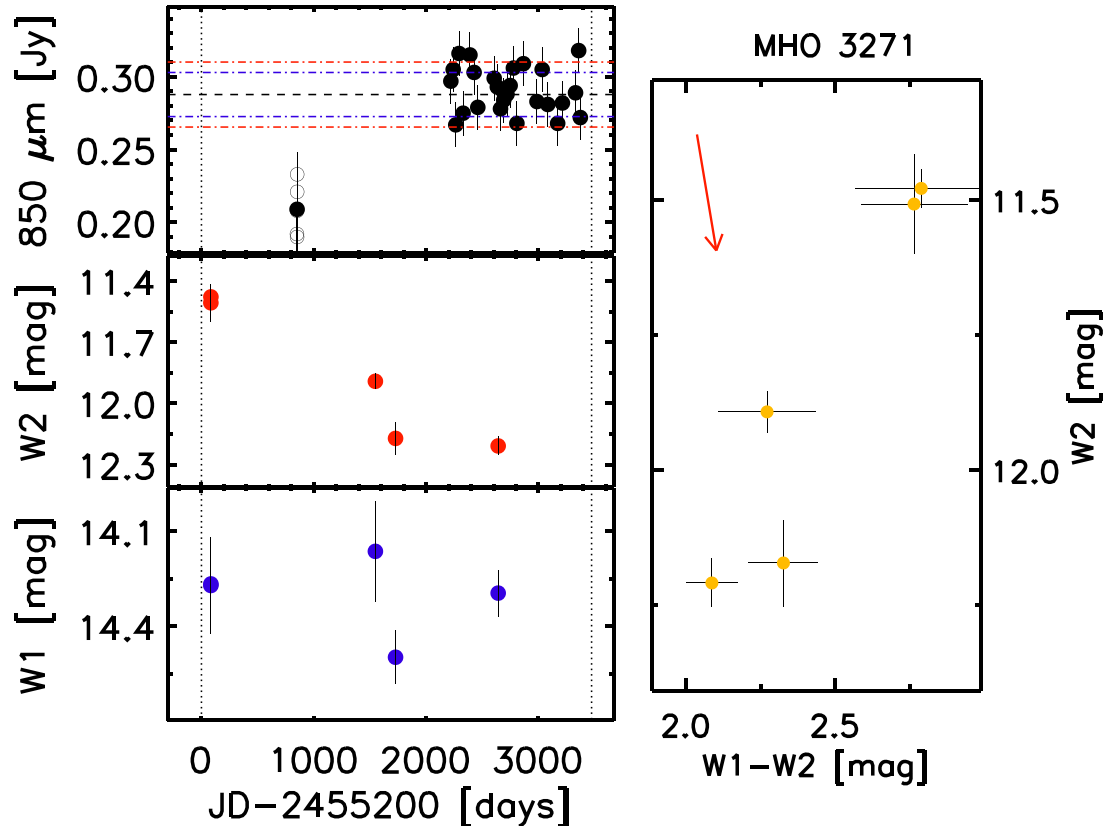 850 μm [Jy]
0.30
0.25
0.20
W2 [mag]
11.4
11.7
12.0
12.3
W1 [mag]
14.1
14.4
0 1000 2000 3000
JD−2455200 [days]
MHO 3271
11.5
12.0
W2 [mag]
2.0 2.5
W1−W2 [mag]